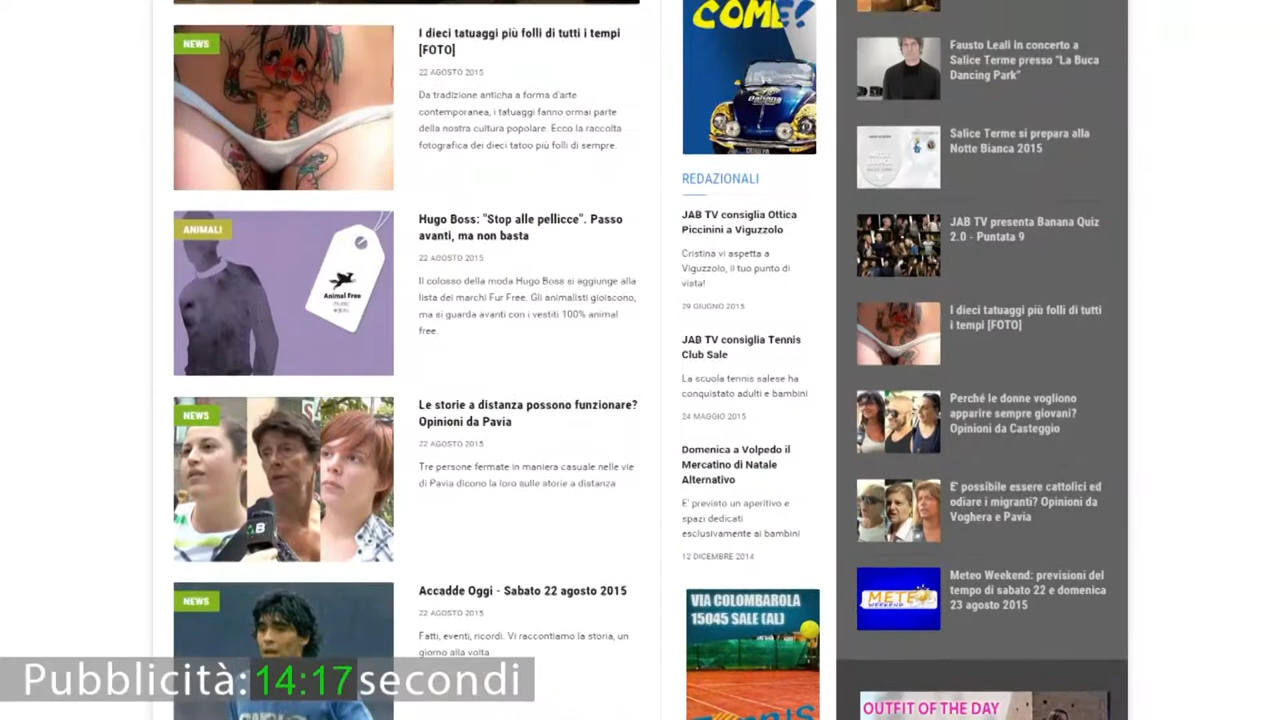 NEWS
I dieci tatuaggi più folli di tutti i tempi
[FOTO]
22 AGOSTO 2015
Da tradizione antica a forma d'arte
contemporanea, i tatuaggi fanno ormai parte
della nostra cultura popolare. Ecco la raccolta
fotografica dei dieci tatoo più folli di sempre.
ANIMALI
Animal Free
Hugo Boss: "Stop alle pellicce". Passo
avanti, ma non basta
22 AGOSTO 2015
Il colosso della moda Hugo Boss si aggiunge alla
lista dei marchi Fur Free. Gli animalisti gioiscono,
ma si guarda avanti con i vestiti 100% animal
free.
NEWS
Le storie a distanza possono funzionare?
Opinioni da Pavia
22 AGOSTO 2015
Tre persone fermate in maniera casuale nelle vie
di Pavia dicono la loro sulle storie a distanza
NEWS
Accadde Oggi - Sabato 22 agosto 2015
22 AGOSTO 2015
Fatti, eventi, ricordi. Vi raccontiamo la storia, un
giorno alla volta
COME!
Banana
REDAZIONALI
JAB TV consiglia Ottica
Piccinini a Viguzzolo
Cristina vi aspetta a
Viguzzolo, il tuo punto di
vista!
29 GIUGNO 2015
JAB TV consiglia Tennis
Club Sale
La scuola tennis salese ha
conquistato adulti e bambini
24 MAGGIO 2015
Domenica a Volpedo il
Mercatino di Natale
Alternativo
E' previsto un aperitivo e
spazi dedicati
esclusivamente ai bambini
12 DICEMBRE 2014
VIA COLOMBAROLA
15045 SALE (AL)
TENNIS
Fausto Leali in concerto a
Salice Terme presso "La Buca
Dancing Park"
Salice Terme si prepara alla
Notte Bianca 2015
JAB TV presenta Banana Quiz
2.0 - Puntata 9
I dieci tatuaggi più folli di tutti
i tempi [FOTO]
Perché le donne vogliono
apparire sempre giovani?
Opinioni da Casteggio
E' possibile essere cattolici ed
odiare i migranti? Opinioni da
Voghera e Pavia
METEO
WEEKEND
Meteo Weekend: previsioni del
tempo di sabato 22 e domenica
23 agosto 2015
OUTFIT OF THE DAY
Pubblicità: 14:17 secondi